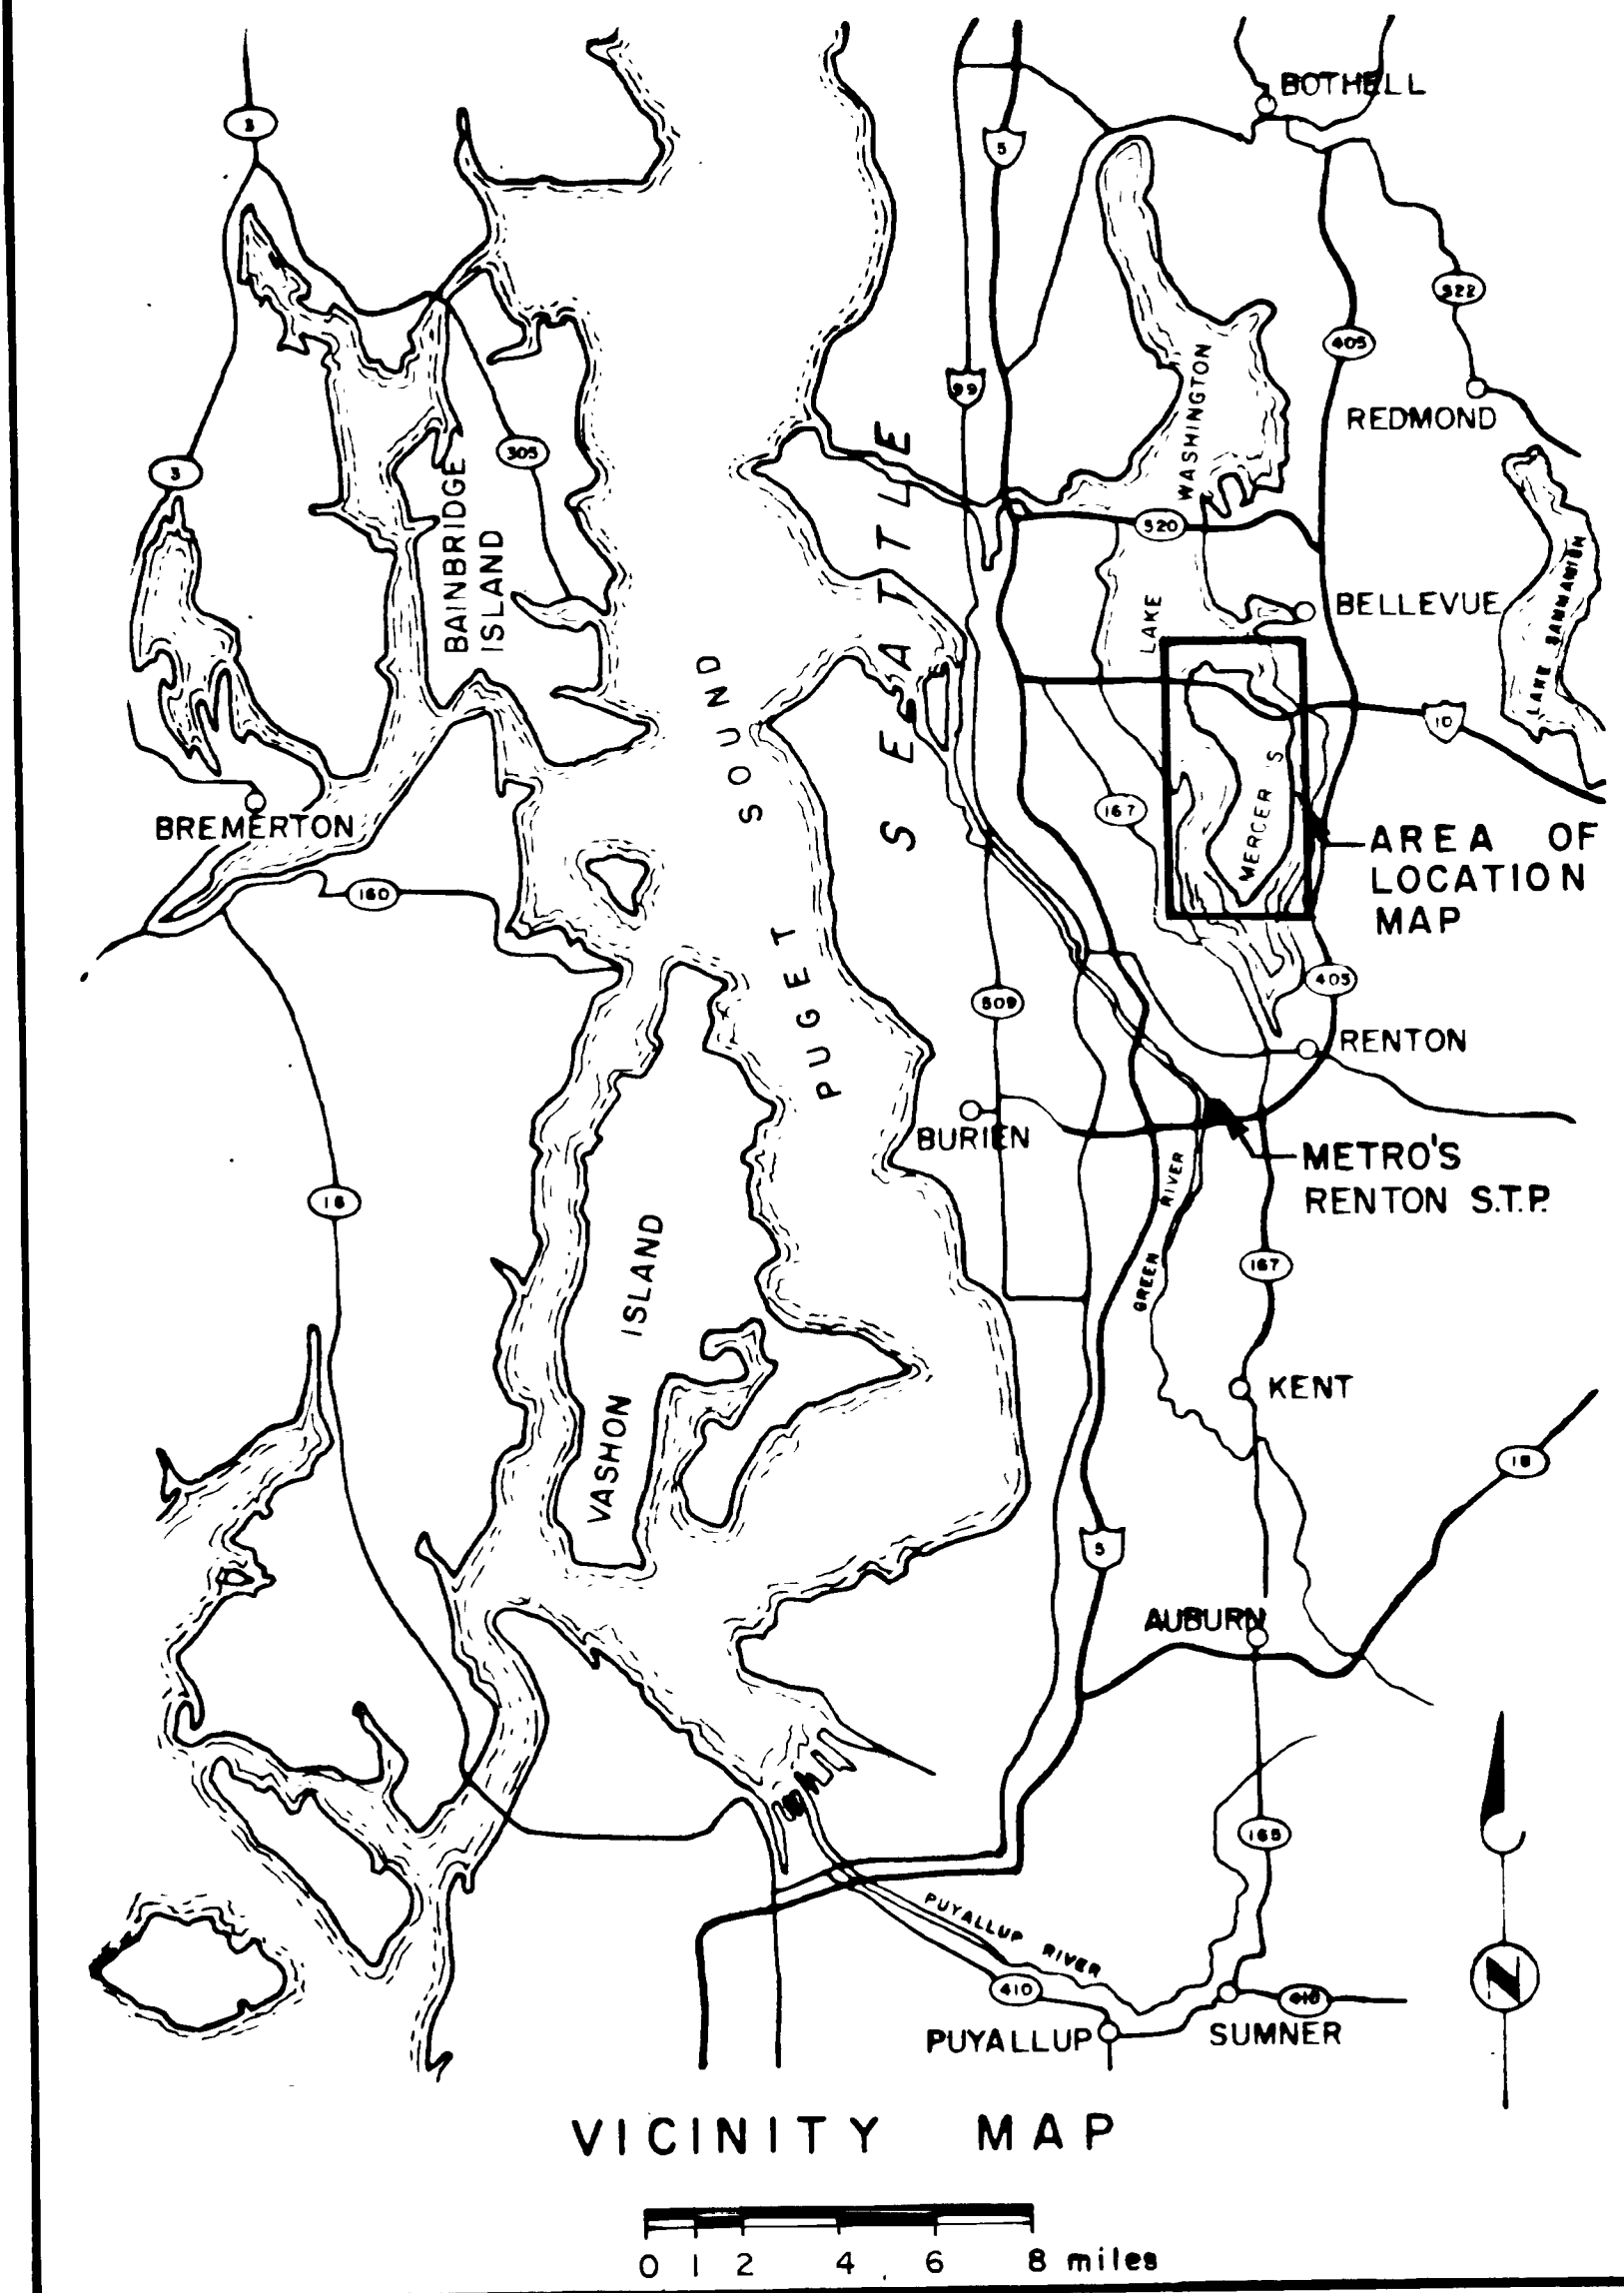 BOTHELL
3
5
522
405
99
REDMOND
WASHINGTON
3
305
SEATTLE
BAINBRIDGE
ISLAND
520
LAKE
BELLEVUE
LAKE SAMMAMISH
PUGET SOUND
10
MERCER S
167
AREA OF
LOCATION
MAP
BREMERTON
160
405
509
RENTON
BURIEN
METRO'S
RENTON S.T.P.
GREEN RIVER
16
VASHON ISLAND
167
KENT
18
5
AUBURN
165
PUYALLUP RIVER
410
410
N
PUYALLUP
SUMNER
VICINITY MAP
0 1 2 4 6 8 miles